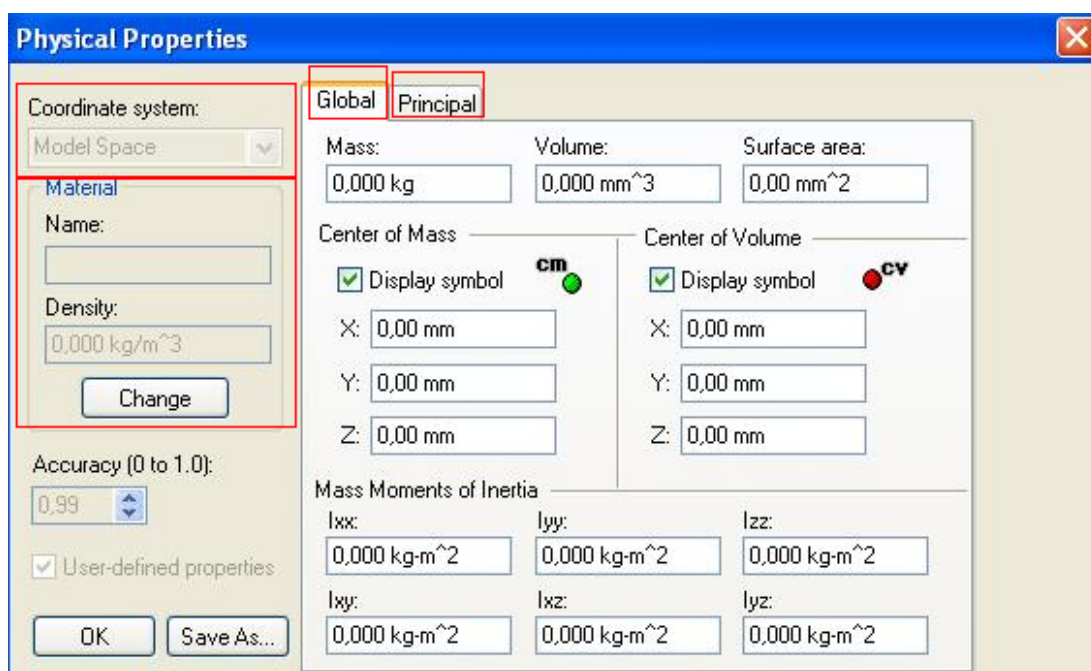 Physical Properties
Coordinate system:
Model Space
Material
Name:
Density:
0,000 kg/m^3
Change
Accuracy (0 to 1.0):
0,99
User-defined properties
OK Save As...
Global Principal
Mass: Volume: Surface area:
0,000 kg 0,000 mm^3 0,00 mm^2
Center of Mass
Display symbol cm
X: 0,00 mm
Y: 0,00 mm
Z: 0,00 mm
Center of Volume
Display symbol cv
X: 0,00 mm
Y: 0,00 mm
Z: 0,00 mm
Mass Moments of Inertia
Ixx: Iyy: Izz:
0,000 kg-m^2 0,000 kg-m^2 0,000 kg-m^2
Ixy: Ixz: Iyz:
0,000 kg-m^2 0,000 kg-m^2 0,000 kg-m^2